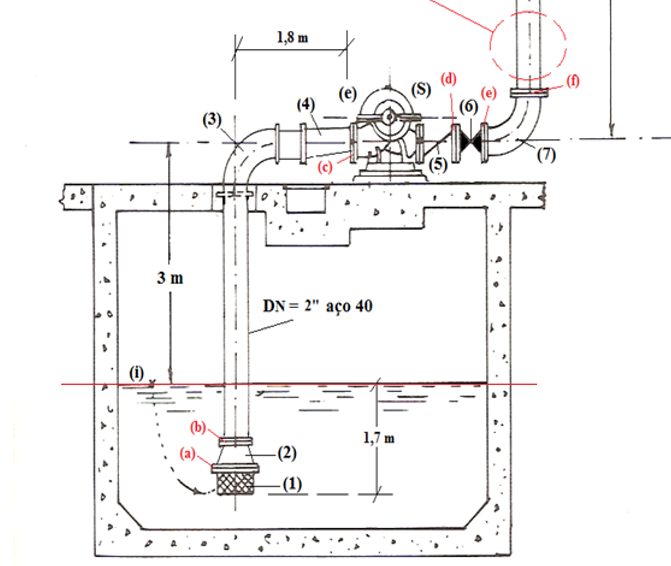 1,8 m
(d)
(f)
(e)
(S)
(6)
(e)
(4)
(3)
(c)
(5)
(7)
3 m
DN = 2" aço 40
(i)
(b)
1,7 m
(a)
(2)
(1)